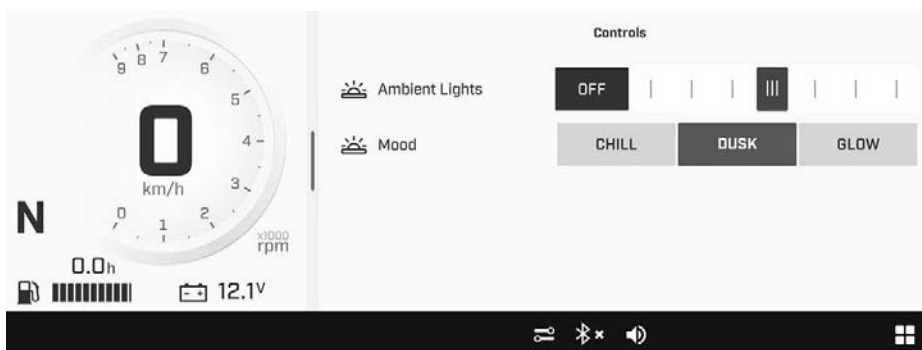 Controls
9 8 7 6
5
4
3
0 1 2
0
km/h
x1000
rpm
N
0.0h
12.1V
Ambient Lights
OFF
Mood
CHILL DUSK GLOW